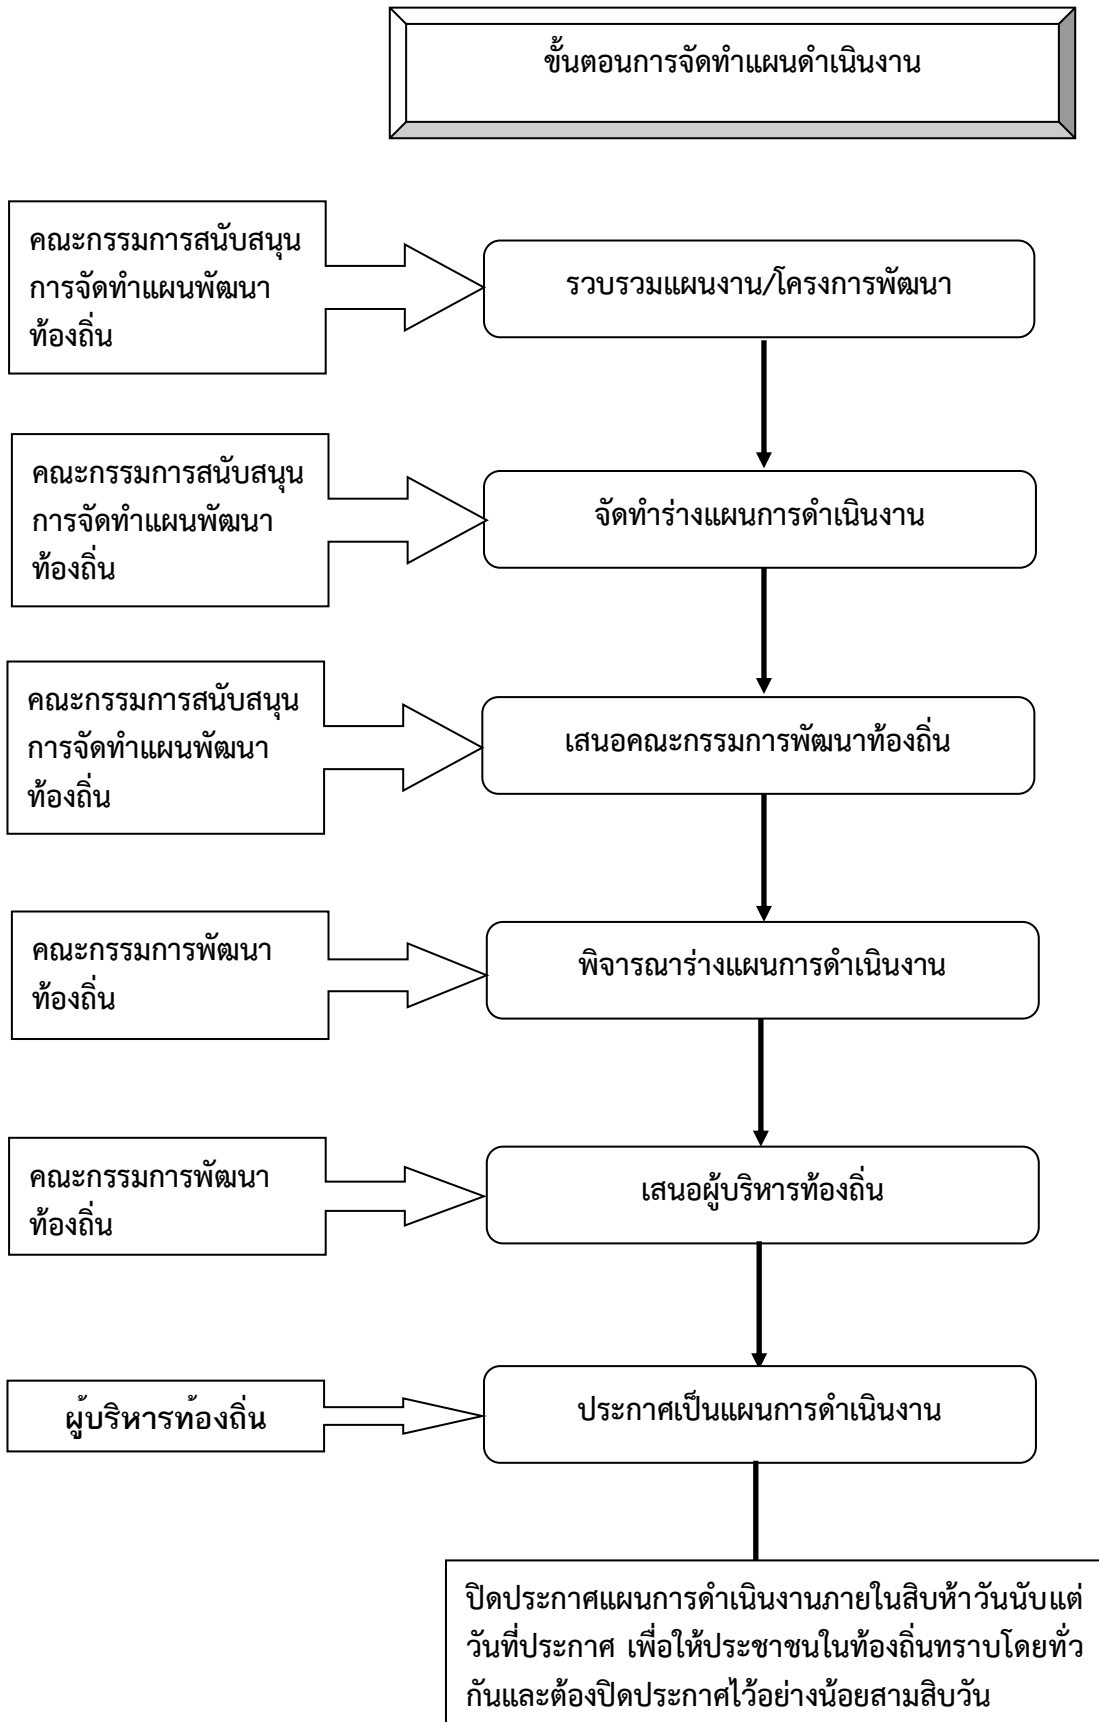 ขั้นตอนการจัดทำแผนดำเนินงาน
คณะกรรมการสนับสนุน
การจัดทำแผนพัฒนา
ท้องถิ่น
รวบรวมแผนงาน/โครงการพัฒนา
คณะกรรมการสนับสนุน
การจัดทำแผนพัฒนา
ท้องถิ่น
จัดทำร่างแผนการดำเนินงาน
คณะกรรมการสนับสนุน
การจัดทำแผนพัฒนา
ท้องถิ่น
เสนอคณะกรรมการพัฒนาท้องถิ่น
คณะกรรมการพัฒนา
ท้องถิ่น
พิจารณาร่างแผนการดำเนินงาน
คณะกรรมการพัฒนา
ท้องถิ่น
เสนอผู้บริหารท้องถิ่น
ผู้บริหารท้องถิ่น
ประกาศเป็นแผนการดำเนินงาน
ปิดประกาศแผนการดำเนินงานภายในสิบห้าวันนับแต่
วันที่ประกาศ เพื่อให้ประชาชนในท้องถิ่นทราบโดยทั่ว
กันและต้องปิดประกาศไว้อย่างน้อยสามสิบวัน